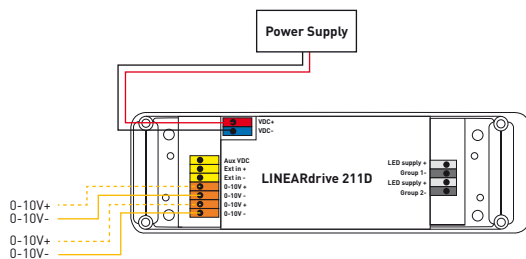 Power Supply
VDC+
VDC-
Aux VDC
Ext in +
Ext in -
0-10V +
0-10V -
0-10V +
0-10V -
LINEARdrive 211D
LED supply +
Group 1-
LED supply +
Group 2-
0-10V+
0-10V-
0-10V+
0-10V-